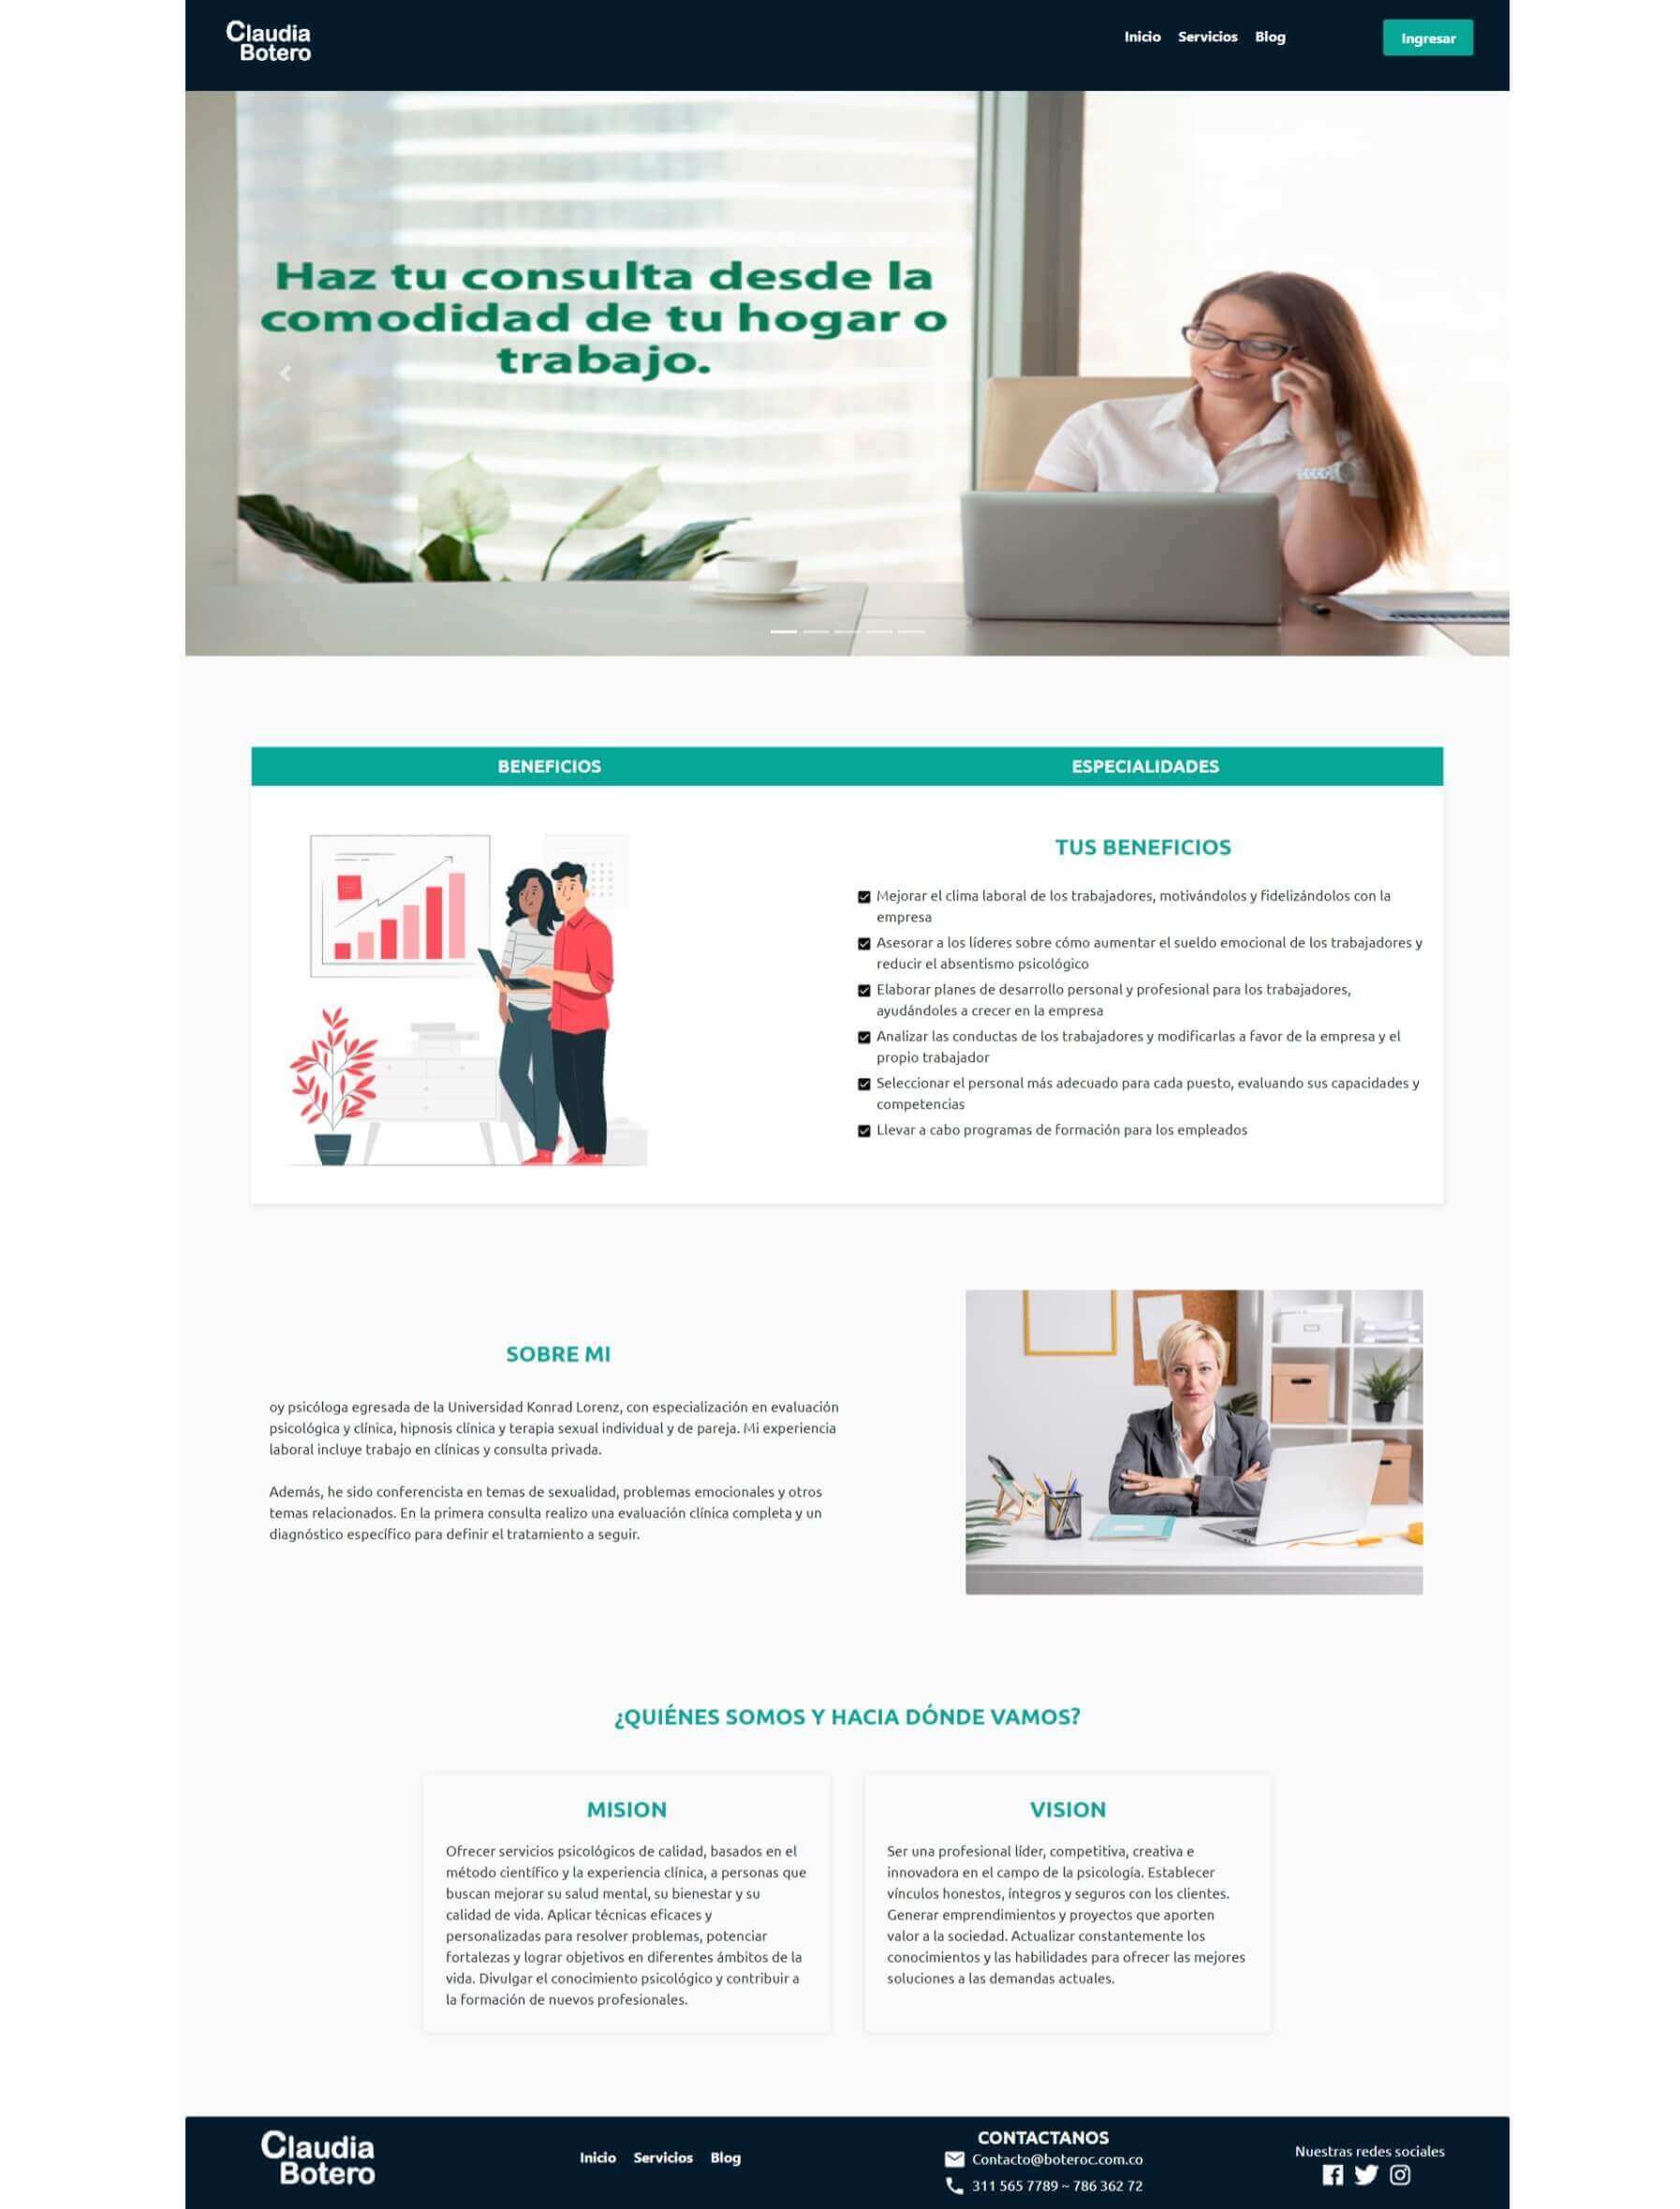 Claudia
Botero
Inicio Servicios Blog
Ingresar
Haz tu consulta desde la
comodidad de tu hogar o
trabajo.
BENEFICIOS
ESPECIALIDADES
TUS BENEFICIOS
Mejorar el clima laboral de los trabajadores, motivándolos y fidelizándolos con la
empresa
Asesorar a los líderes sobre cómo aumentar el sueldo emocional de los trabajadores y
reducir el absentismo psicológico
Elaborar planes de desarrollo personal y profesional para los trabajadores,
ayudándoles a crecer en la empresa
Analizar las conductas de los trabajadores y modificarlas a favor de la empresa y el
propio trabajador
Seleccionar el personal más adecuado para cada puesto, evaluando sus capacidades y
competencias
Llevar a cabo programas de formación para los empleados
SOBRE MI
oy psicóloga egresada de la Universidad Konrad Lorenz, con especialización en evaluación
psicológica y clínica, hipnosis clínica y terapia sexual individual y de pareja. Mi experiencia
laboral incluye trabajo en clínicas y consulta privada.
Además, he sido conferencista en temas de sexualidad, problemas emocionales y otros
temas relacionados. En la primera consulta realizo una evaluación clínica completa y un
diagnóstico específico para definir el tratamiento a seguir.
¿QUIÉNES SOMOS Y HACIA DÓNDE VAMOS?
MISION
Ofrecer servicios psicológicos de calidad, basados en el
método científico y la experiencia clínica, a personas que
buscan mejorar su salud mental, su bienestar y su
calidad de vida. Aplicar técnicas eficaces y
personalizadas para resolver problemas, potenciar
fortalezas y lograr objetivos en diferentes ámbitos de la
vida. Divulgar el conocimiento psicológico y contribuir a
la formación de nuevos profesionales.
VISION
Ser una profesional líder, competitiva, creativa e
innovadora en el campo de la psicología. Establecer
vínculos honestos, íntegros y seguros con los clientes.
Generar emprendimientos y proyectos que aporten
valor a la sociedad. Actualizar constantemente los
conocimientos y las habilidades para ofrecer las mejores
soluciones a las demandas actuales.
Claudia
Botero
Inicio Servicios Blog
CONTACTANOS
Contacto@boteroc.com.co
311 565 7789 ~ 786 362 72
Nuestras redes sociales